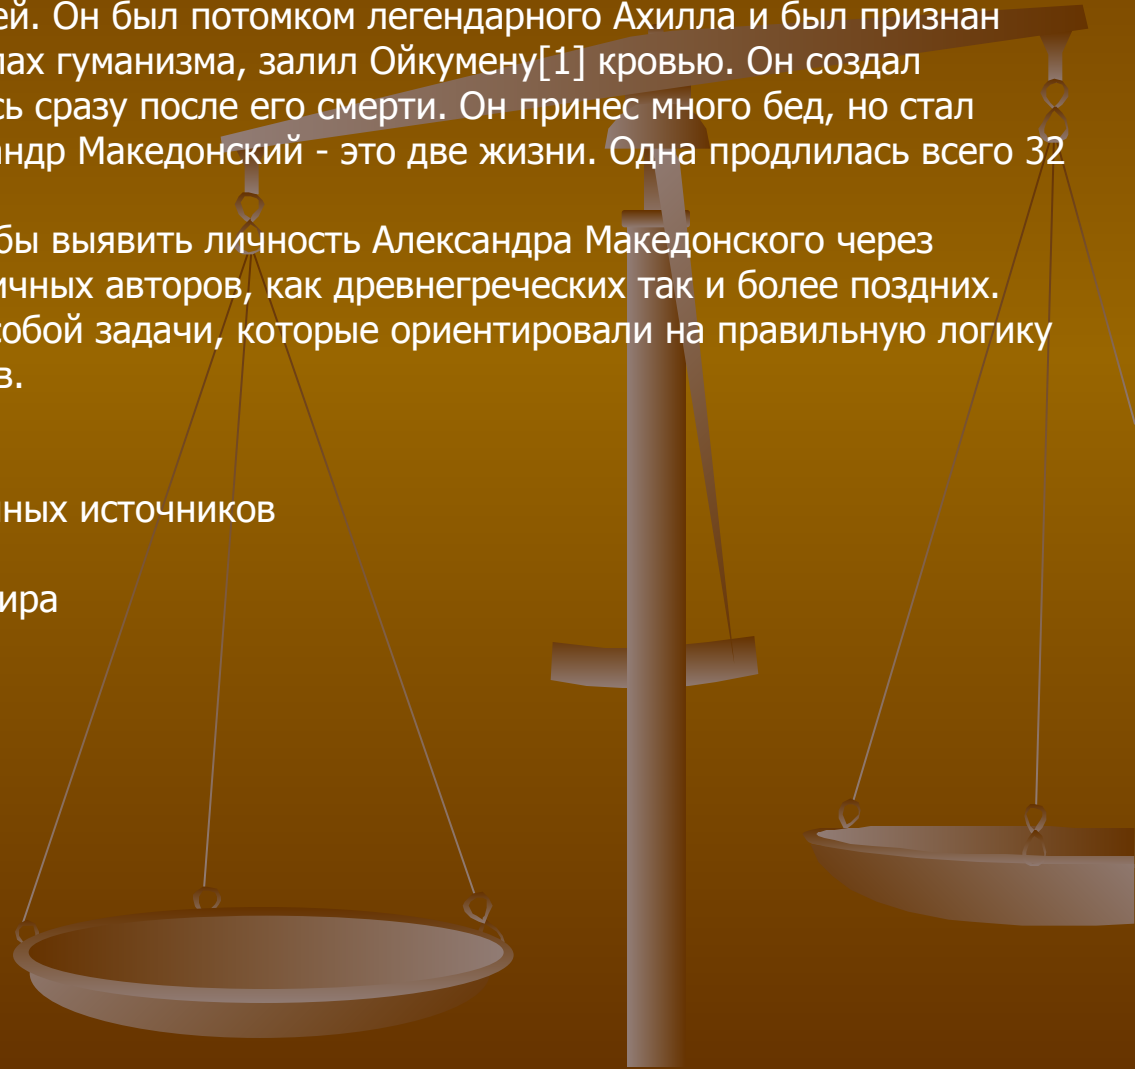 ей. Он был потомком легендарного Ахилла и был признан
лах гуманизма, залил Ойкумену[1] кровью. Он создал
сь сразу после его смерти. Он принес много бед, но стал
андр Македонский - это две жизни. Одна продлилась всего 32
бы выявить личность Александра Македонского через
ичных авторов, как древнегреческих так и более поздних.
собой задачи, которые ориентировали на правильную логику
в.
ных источников
ира